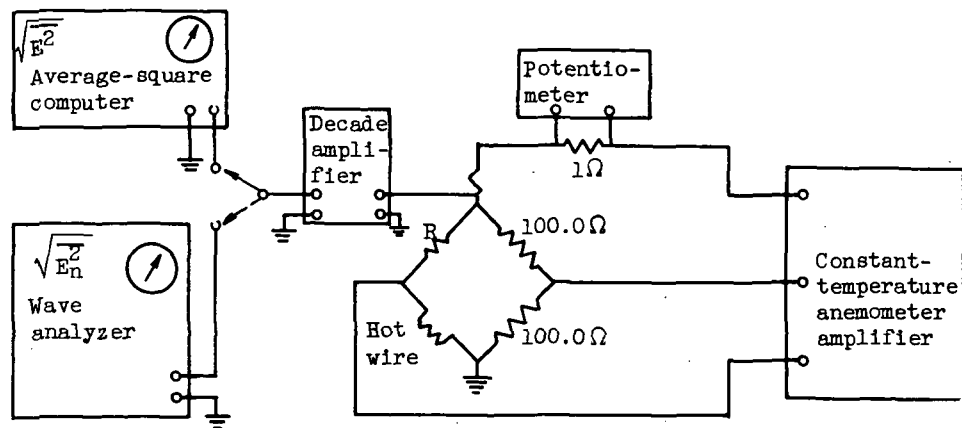 √E²
Average-square
computer
Potentio-
meter
Decade
ampli-
fier
1Ω
R
100.0Ω
√Eₙ²
Wave
analyzer
Hot
wire
100.0Ω
Constant-
temperature
anemometer
amplifier